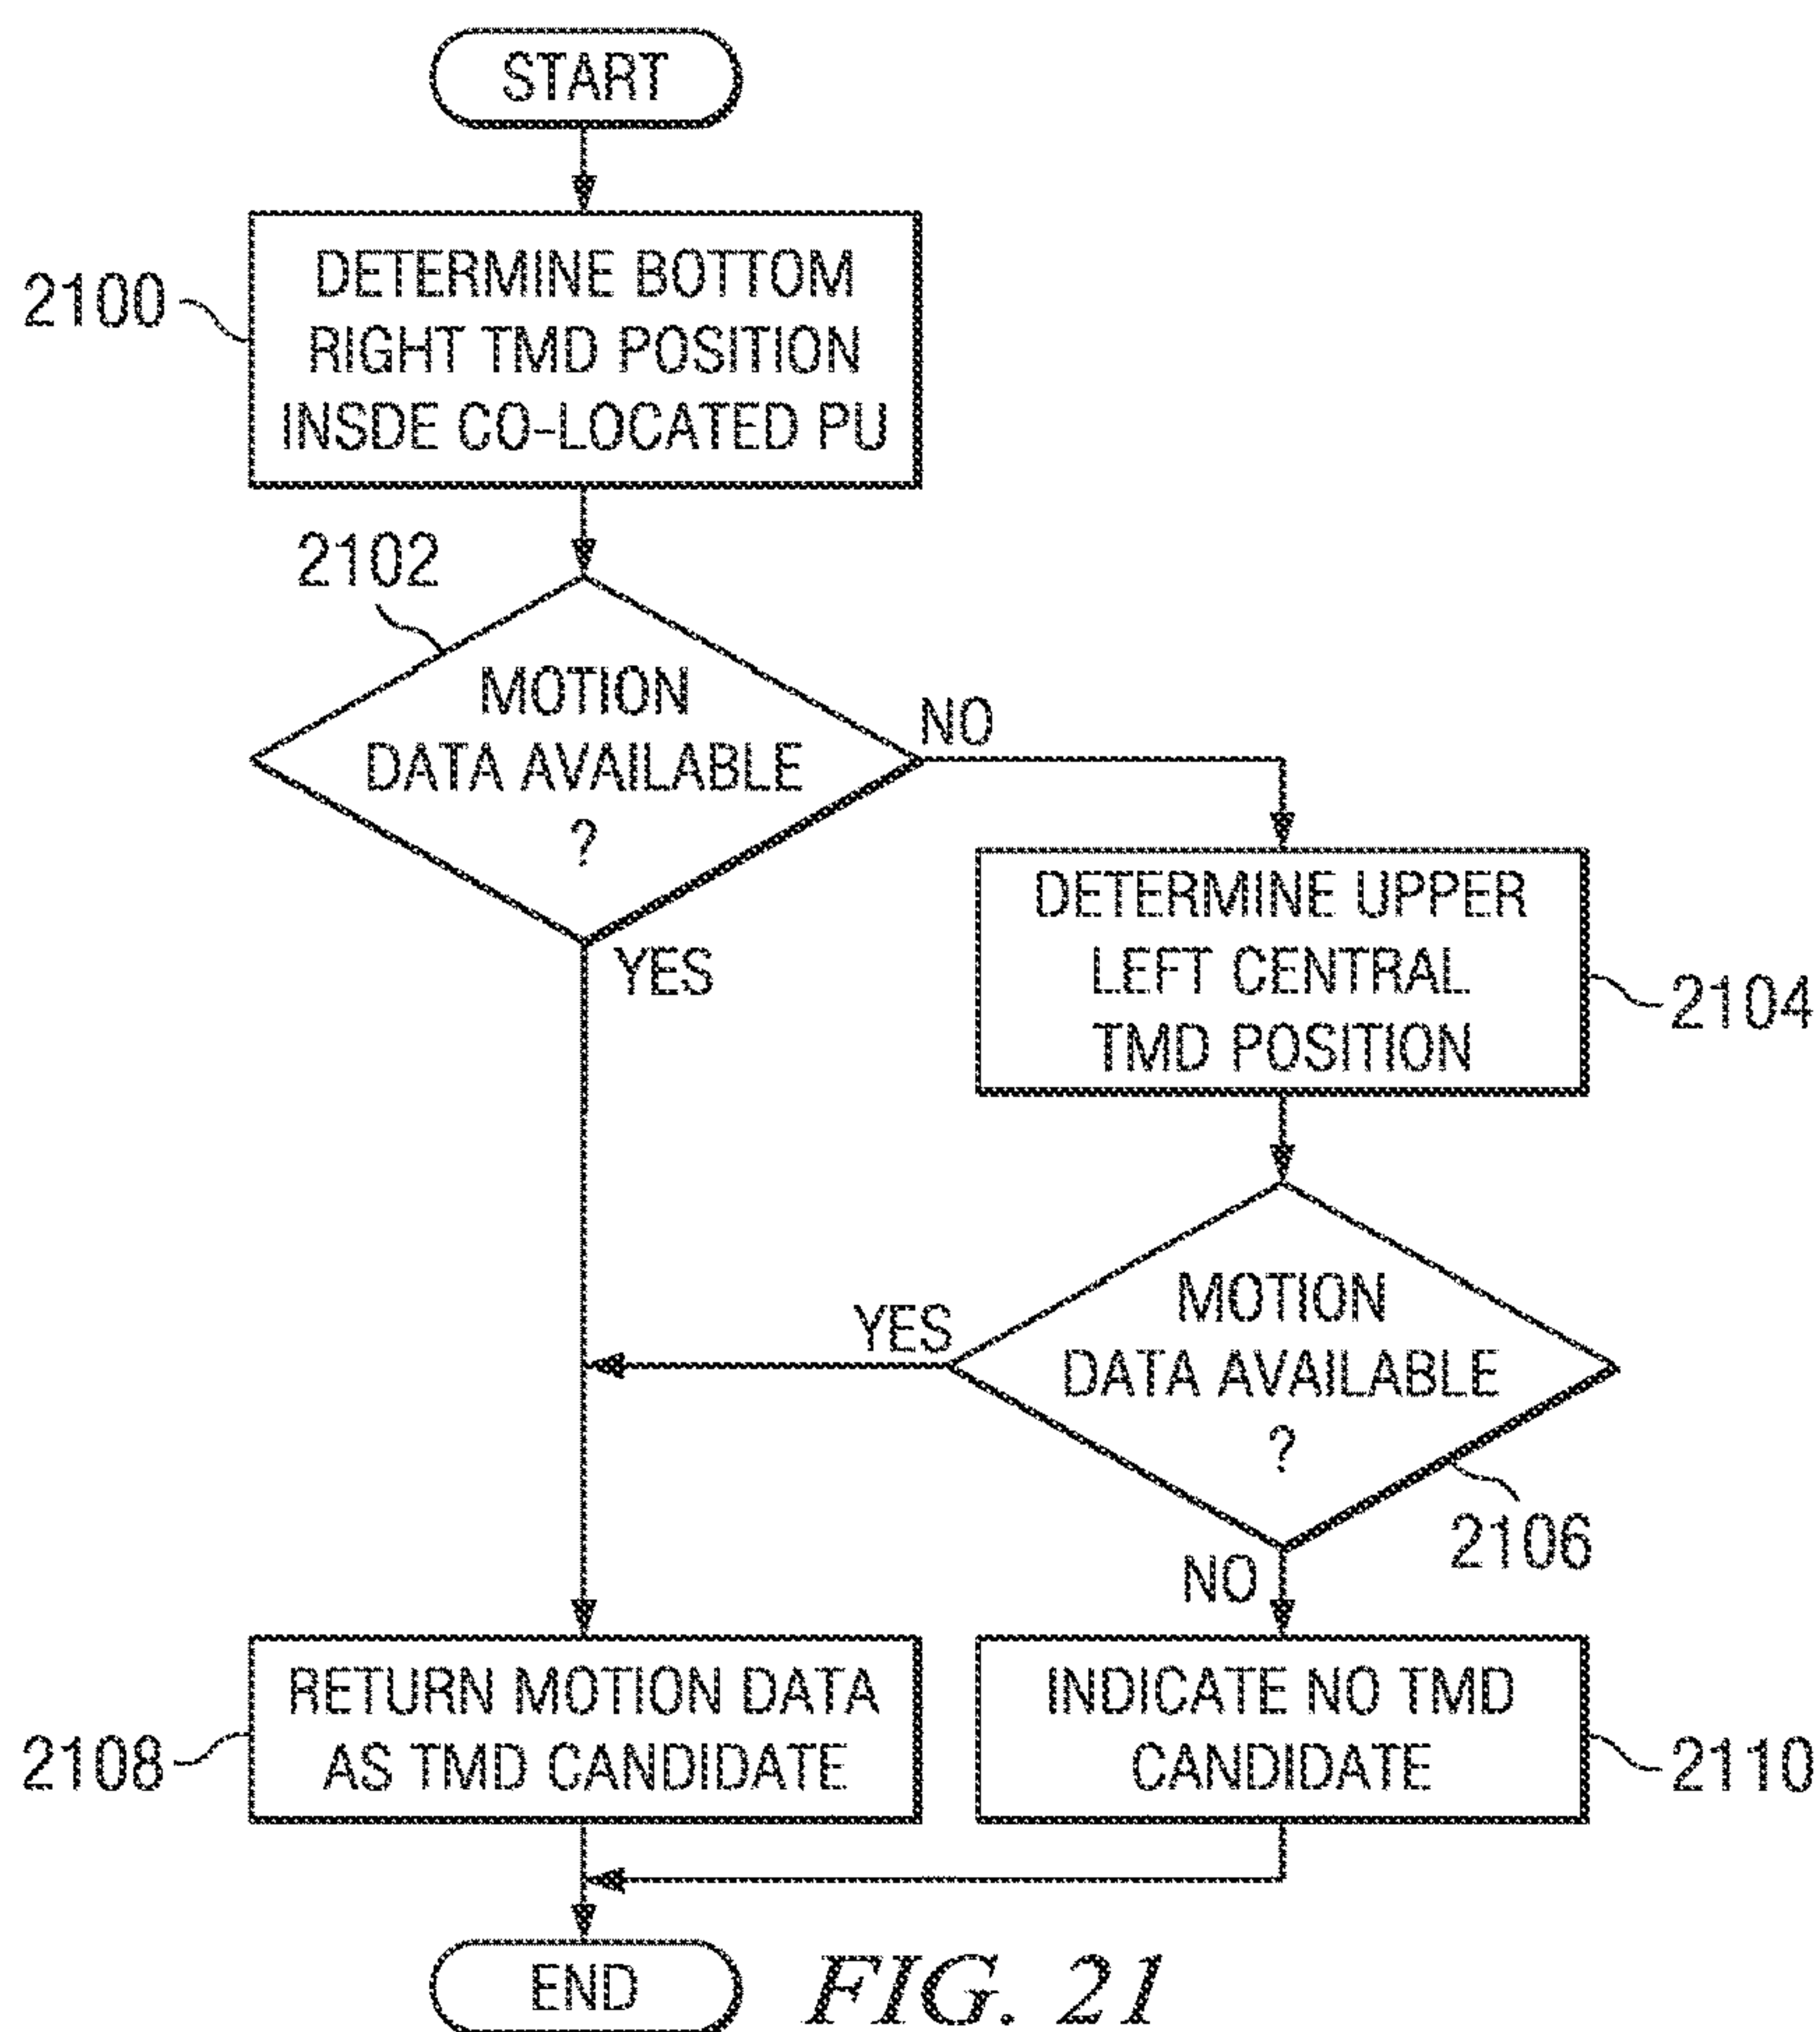 START
2100
DETERMINE BOTTOM
RIGHT TMD POSITION
INSDE CO-LOCATED PU
2102
MOTION
DATA AVAILABLE
?
NO
YES
DETERMINE UPPER
LEFT CENTRAL
TMD POSITION
2104
YES
MOTION
DATA AVAILABLE
?
2106
NO
2108
RETURN MOTION DATA
AS TMD CANDIDATE
INDICATE NO TMD
CANDIDATE
2110
END
FIG. 21